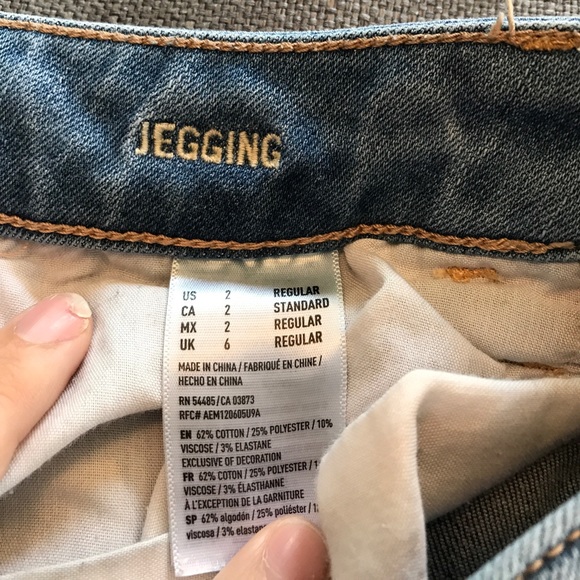 JEGGING
US 2 REGULAR
CA 2 STANDARD
MX 2 REGULAR
UK 6 REGULAR
MADE IN CHINA / FABRIQUÉ EN CHINE /
HECHO EN CHINA
RN 54485/CA 03873
RFC# AEM120605U9A
EN 62% COTTON / 25% POLYESTER / 10%
VISCOSE / 3% ELASTANE
EXCLUSIVE OF DECORATION
FR 62% COTTON / 25% POLYESTER /
VISCOSE / 3% ÉLASTHANNE
À L'EXCEPTION DE LA GARNITURE
SP 62% algodón / 25% poliéster /
viscosa / 3% elastane